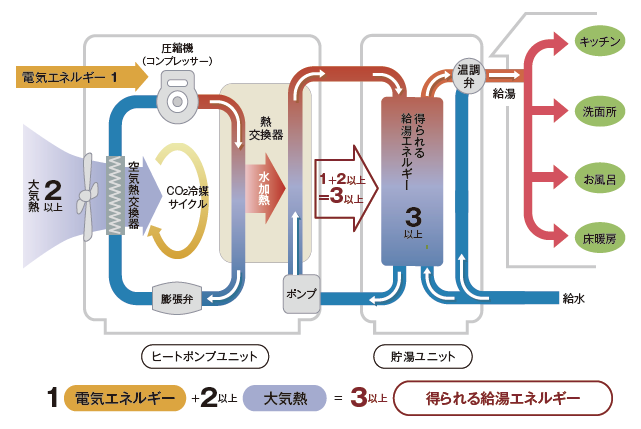 圧縮機
(コンプレッサー)
電気エネルギー 1
大気熱
2以上
空気熱交換器
CO2冷媒
サイクル
膨張弁
熱
交換器
水加熱
ポンプ
1+2以上
=3以上
得られる
給湯エネルギー
3
以上
温調
弁
給湯
キッチン
洗面所
お風呂
床暖房
給水
ヒートポンプユニット
貯湯ユニット
1 電気エネルギー +2以上 大気熱 = 3以上 得られる給湯エネルギー